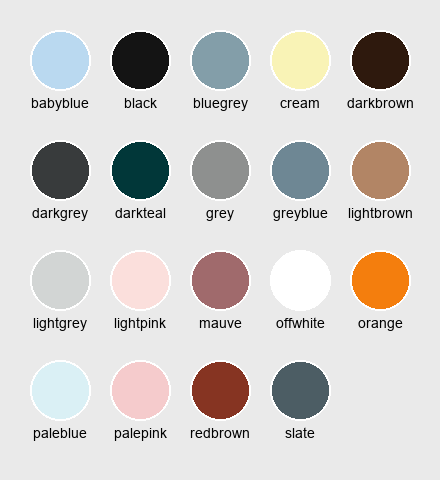 babyblue black bluegrey cream darkbrown
darkgrey darkteal grey greyblue lightbrown
lightgrey lightpink mauve offwhite orange
paleblue palepink redbrown slate